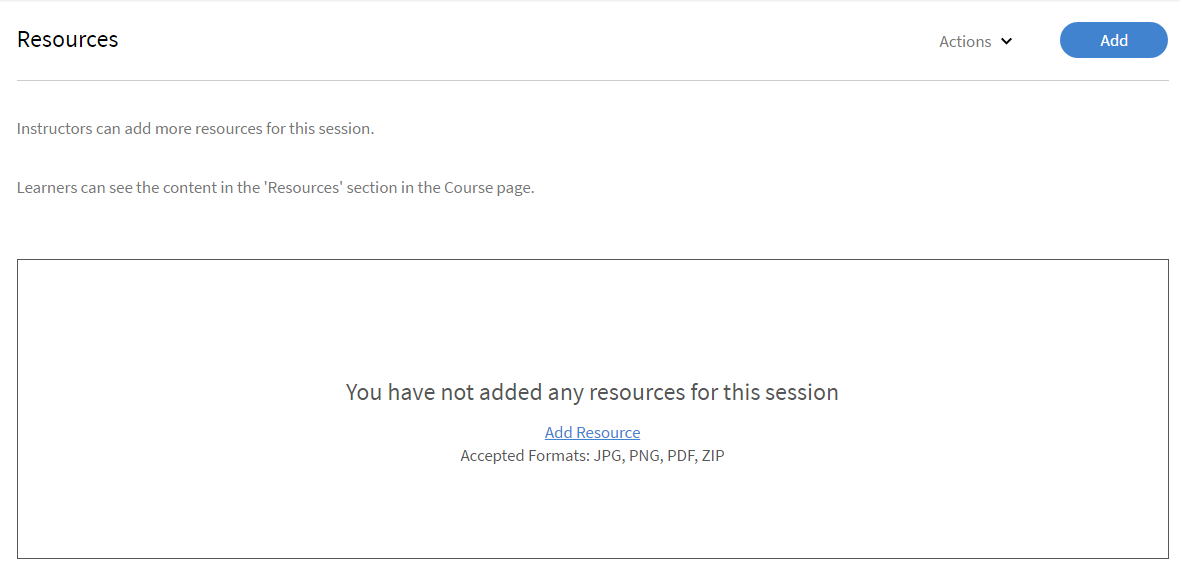 Resources
Actions
Add
Instructors can add more resources for this session.
Learners can see the content in the 'Resources' section in the Course page.
You have not added any resources for this session
Add Resource
Accepted Formats: JPG, PNG, PDF, ZIP